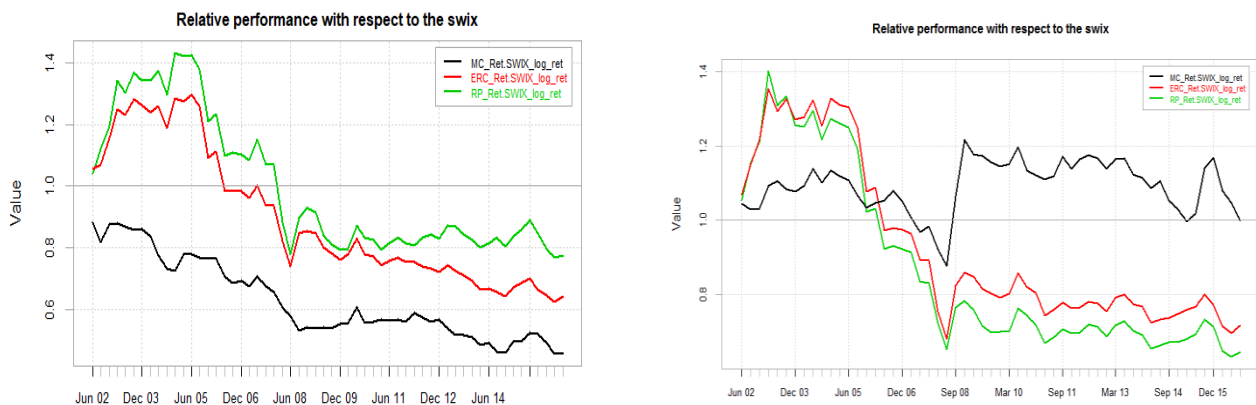 Relative performance with respect to the swix
Value
1.4
1.2
1.0
0.8
0.6
MC_Ret.SWIX_log_ret
ERC_Ret.SWIX_log_ret
RP_Ret.SWIX_log_ret
Jun 02 Dec 03 Jun 05 Dec 06 Jun 08 Dec 09 Jun 11 Dec 12 Jun 14
Relative performance with respect to the swix
Value
1.4
1.2
1.0
0.8
MC_Ret.SWIX_log_ret
ERC_Ret.SWIX_log_ret
RP_Ret.SWIX_log_ret
Jun 02 Dec 03 Jun 05 Dec 06 Sep 08 Mar 10 Sep 11 Mar 13 Sep 14 Dec 15